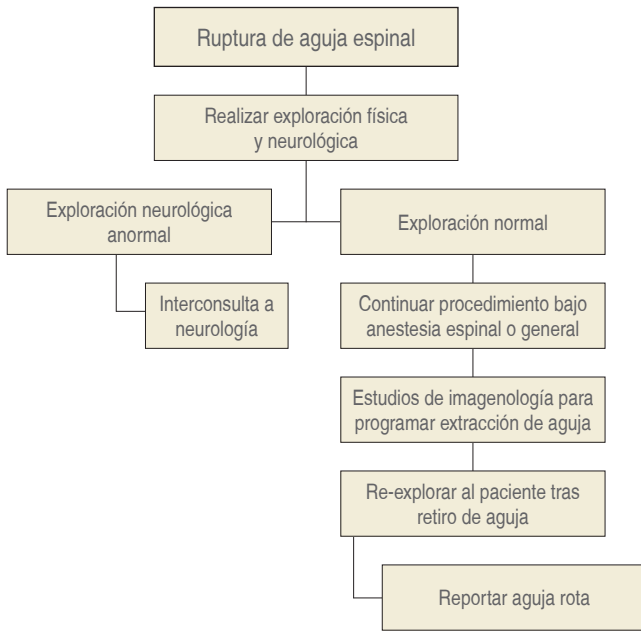 Ruptura de aguja espinal
Realizar exploración física
y neurológica
Exploración neurológica
anormal
Exploración normal
Interconsulta a
neurología
Continuar procedimiento bajo
anestesia espinal o general
Estudios de imagenología para
programar extracción de aguja
Re-explorar al paciente tras
retiro de aguja
Reportar aguja rota